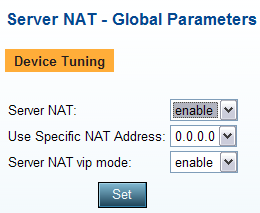 Server NAT - Global Parameters
Device Tuning
Server NAT: enable
Use Specific NAT Address: 0.0.0.0
Server NAT vip mode: enable
Set